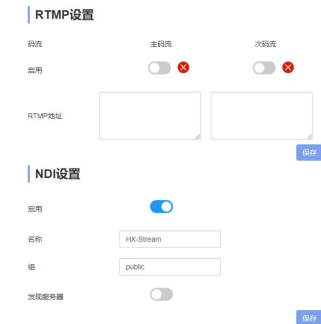 RTMP设置
码流 主码流 次码流
启用
RTMP地址
保存
NDI设置
启用
名称 HX-Stream
组 public
发现服务器
保存